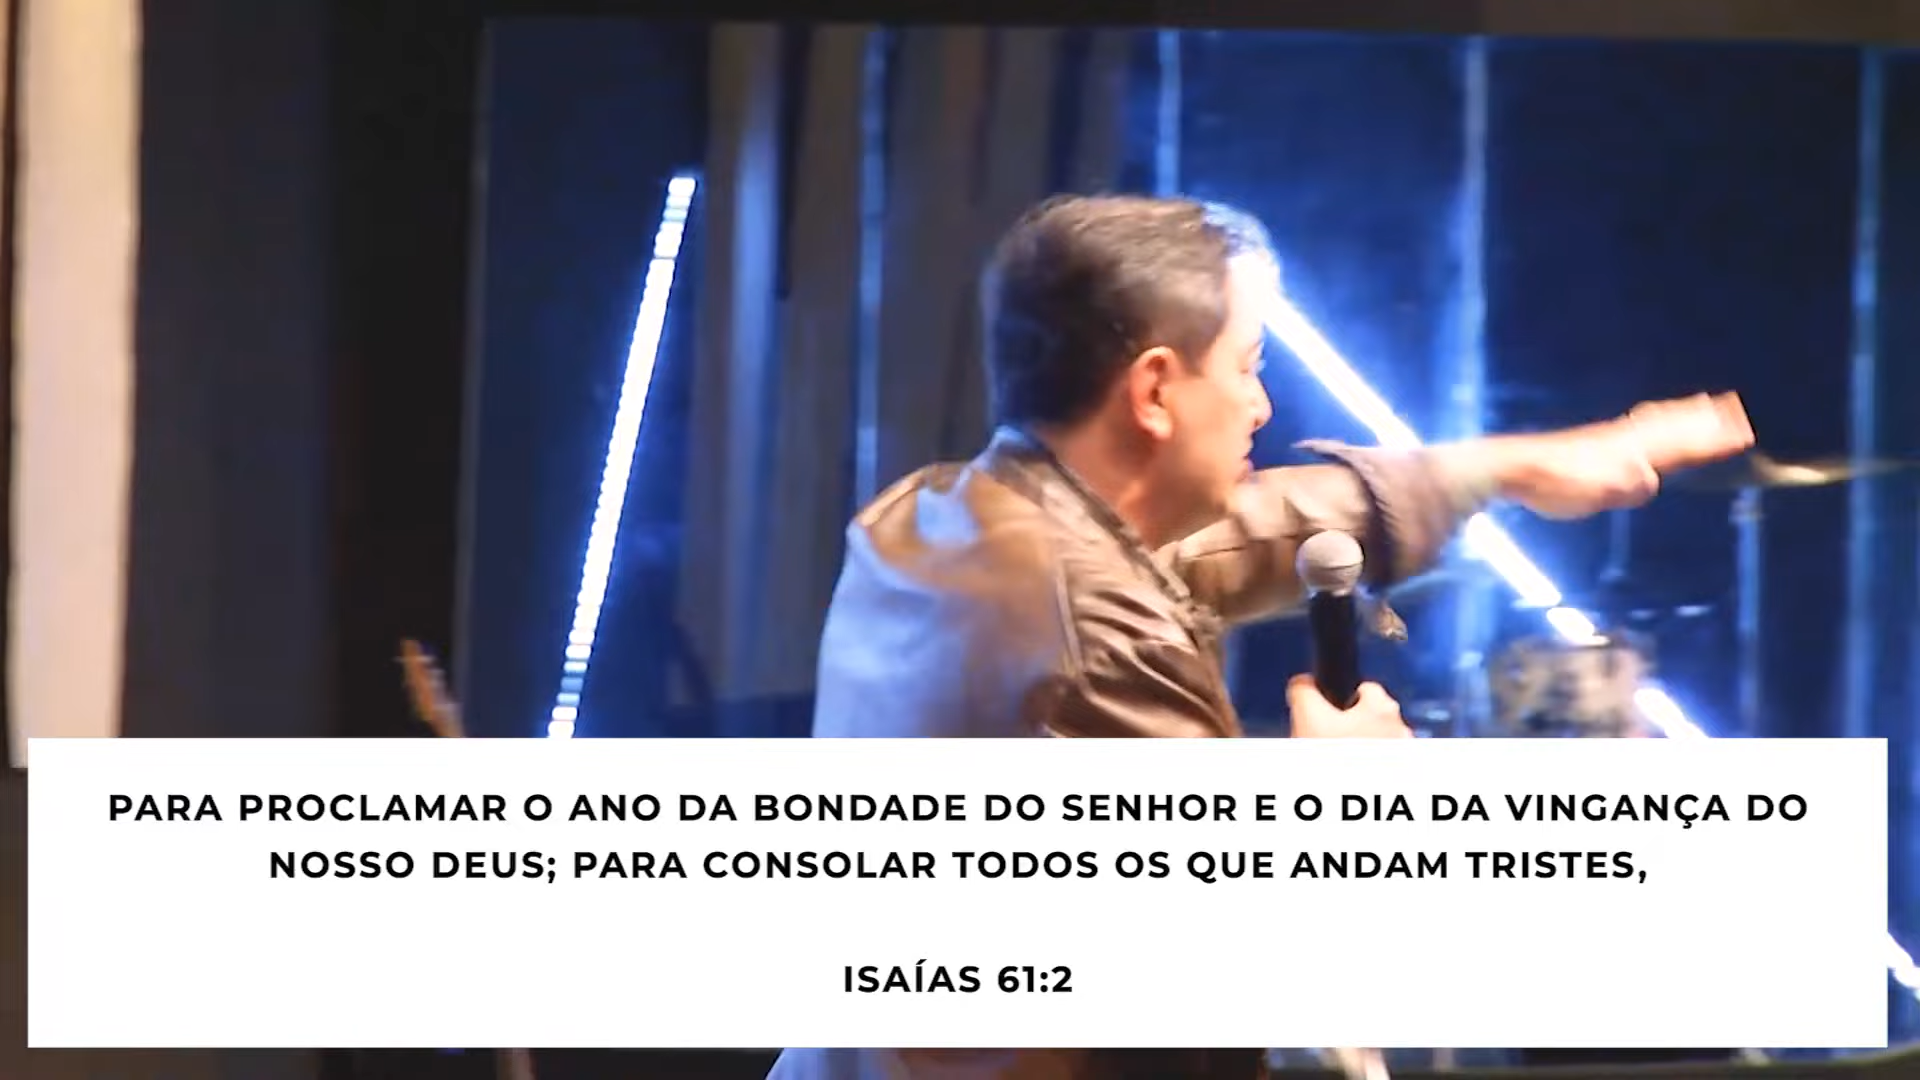 PARA PROCLAMAR O ANO DA BONDADE DO SENHOR E O DIA DA VINGANÇA DO
NOSSO DEUS; PARA CONSOLAR TODOS OS QUE ANDAM TRISTES,
ISAÍAS 61:2